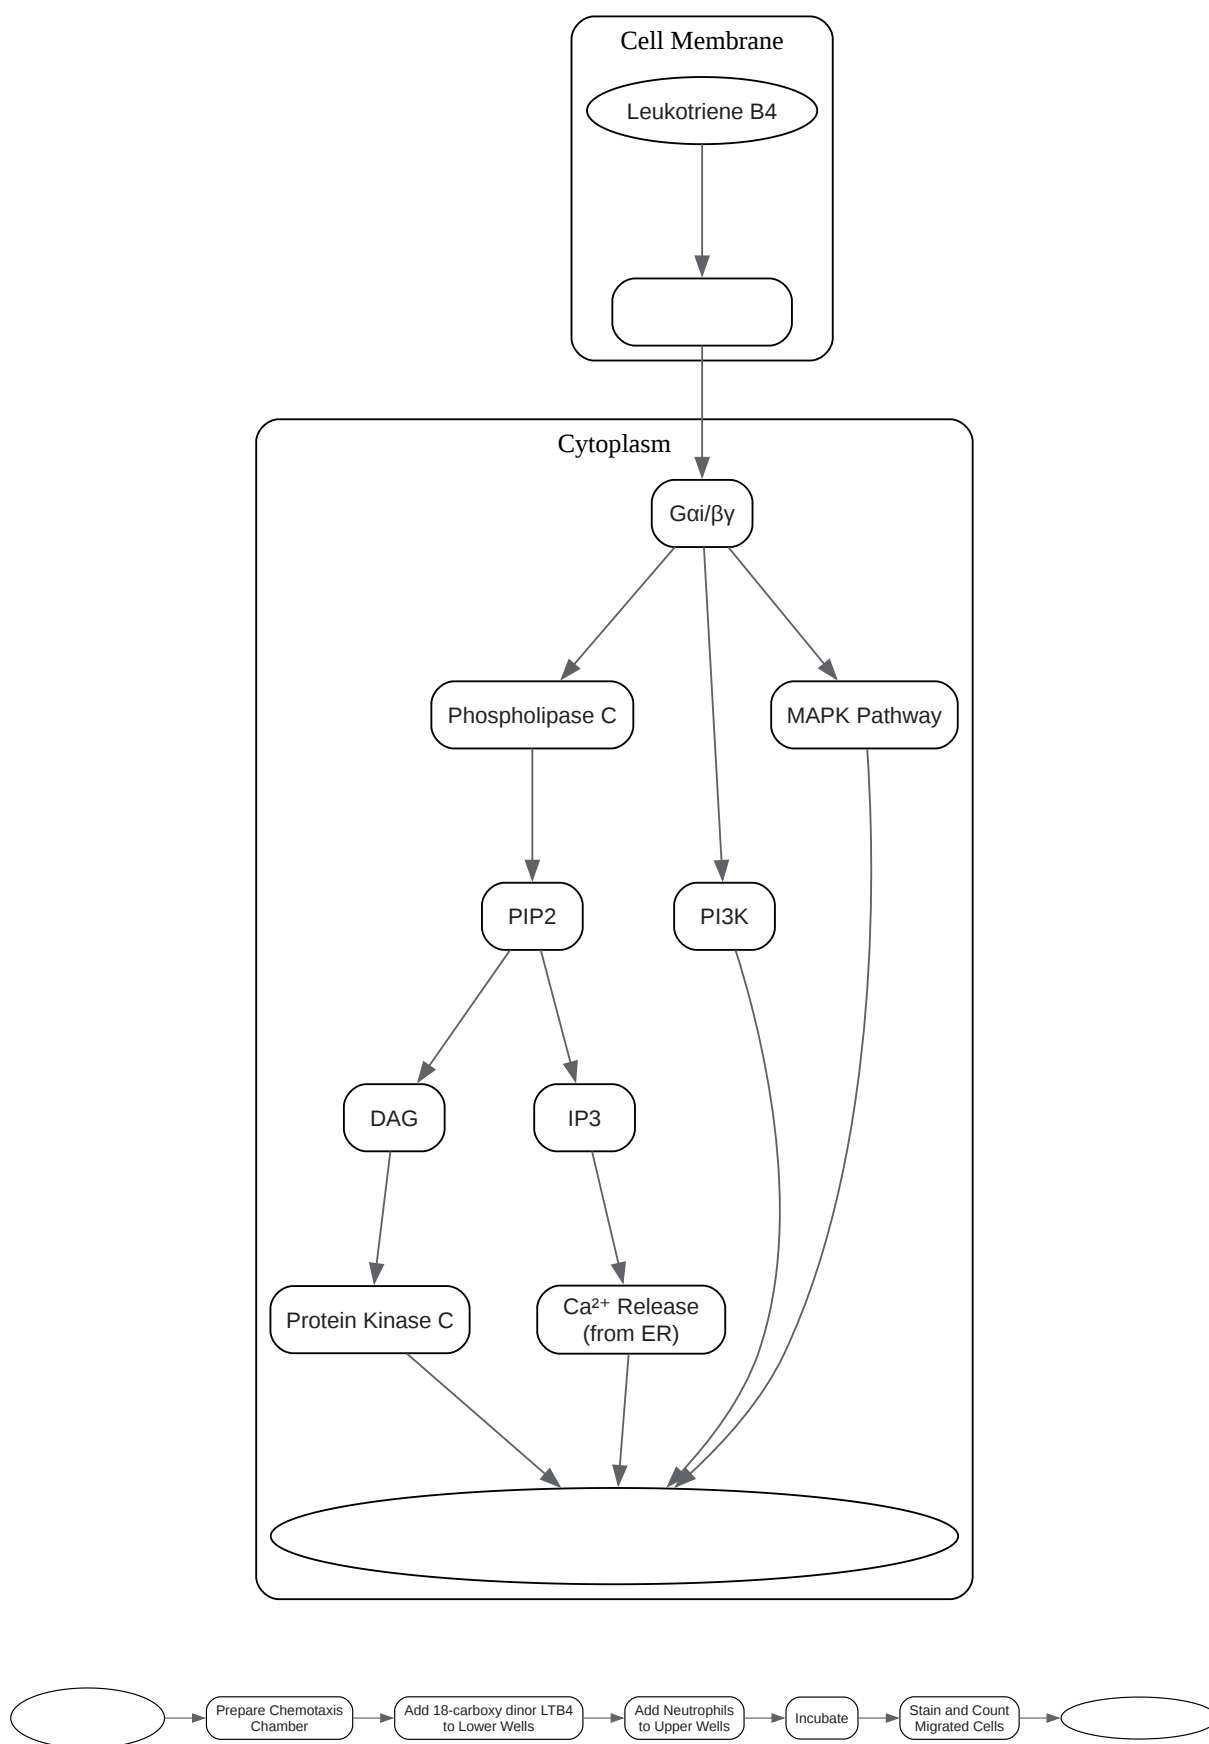 Cell Membrane
Leukotriene B4
Cytoplasm
Gαi/βγ
Phospholipase C
MAPK Pathway
PIP2
PI3K
DAG
IP3
Protein Kinase C
Ca²⁺ Release
(from ER)
Prepare Chemotaxis
Chamber
Add 18-carboxy dinor LTB4
to Lower Wells
Add Neutrophils
to Upper Wells
Incubate
Stain and Count
Migrated Cells